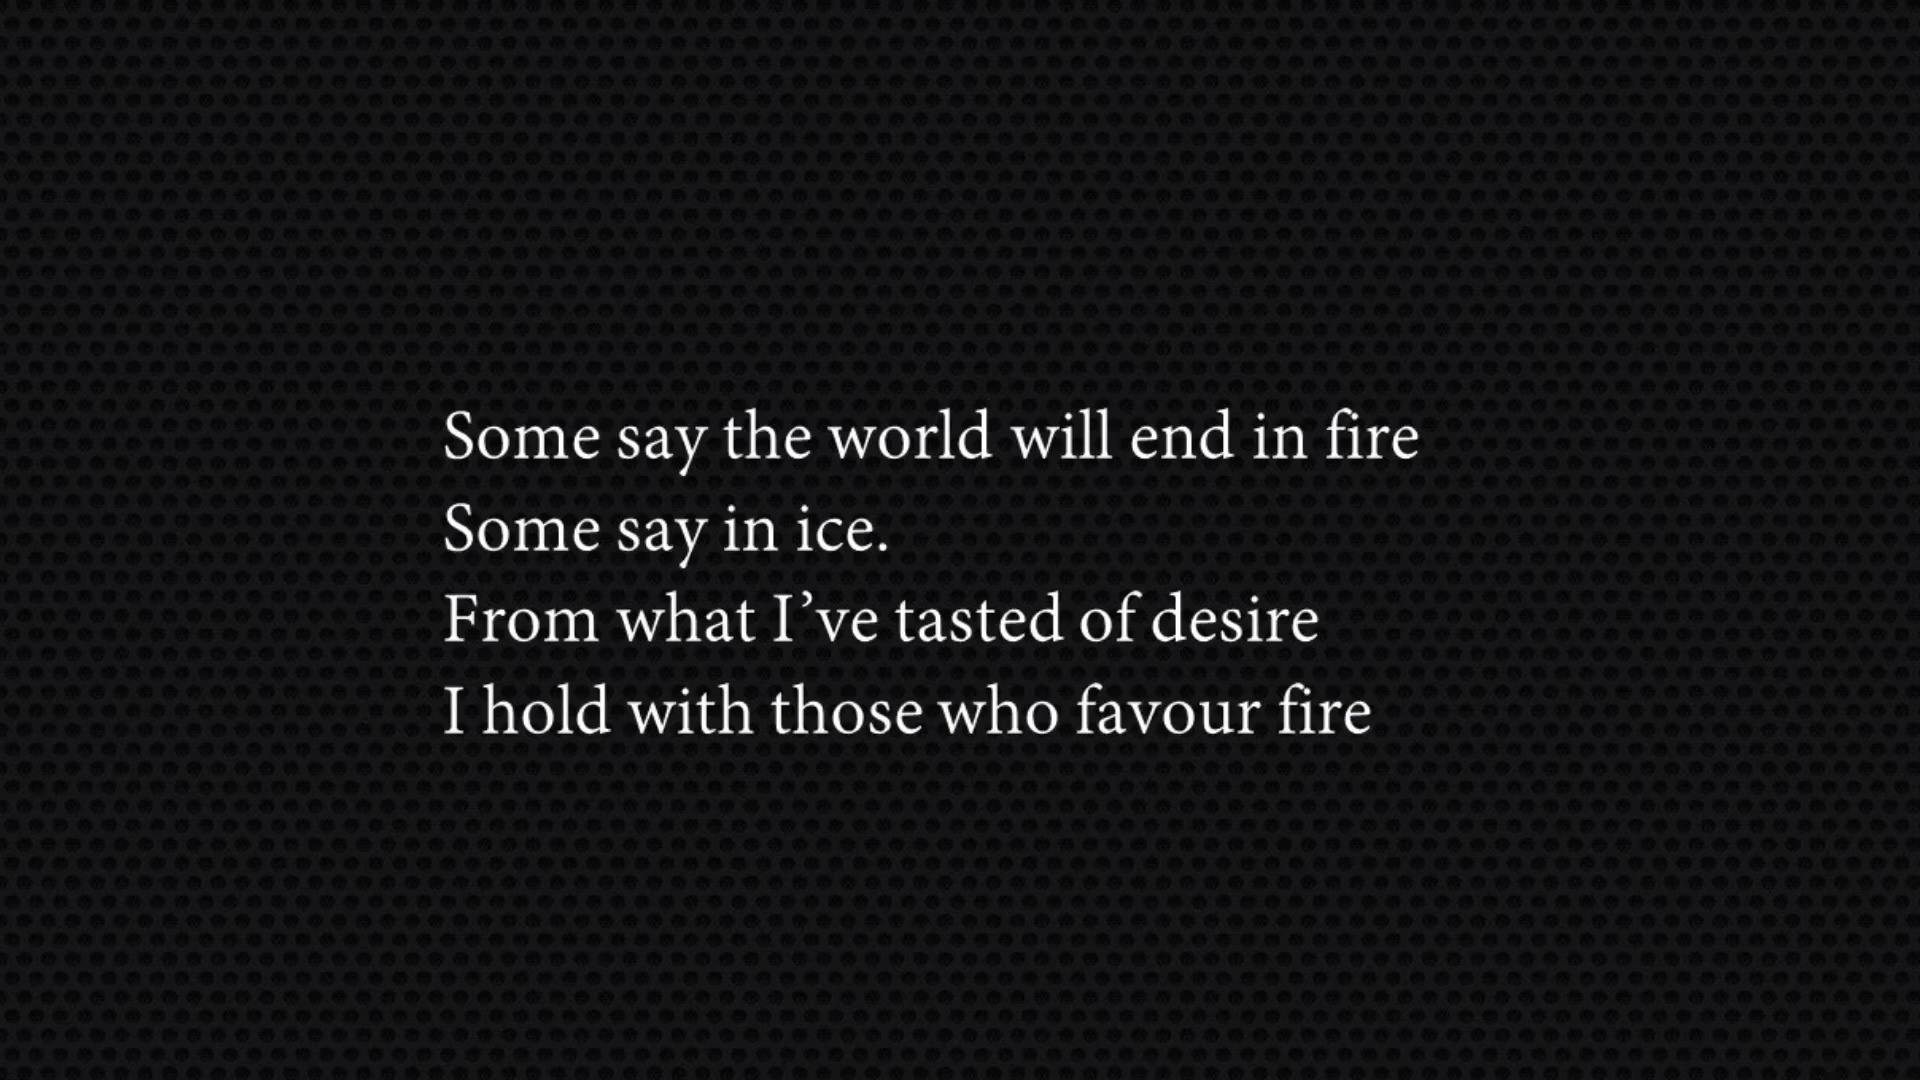 Some say the world will end in fire
Some say in ice.
From what I’ve tasted of desire
I hold with those who favour fire